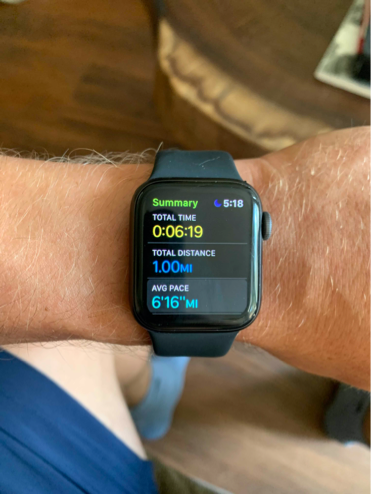 Summary 5:18
TOTAL TIME
0:06:19
TOTAL DISTANCE
1.00MI
AVG PACE
6'16"MI